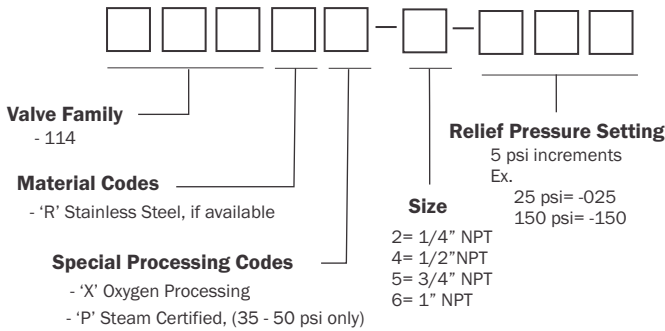 Valve Family
- 114
Material Codes
- ‘R’ Stainless Steel, if available
Special Processing Codes
- ‘X’ Oxygen Processing
- ‘P’ Steam Certified, (35 - 50 psi only)
Size
2= 1/4” NPT
4= 1/2”NPT
5= 3/4” NPT
6= 1” NPT
Relief Pressure Setting
5 psi increments
Ex.
25 psi= -025
150 psi= -150